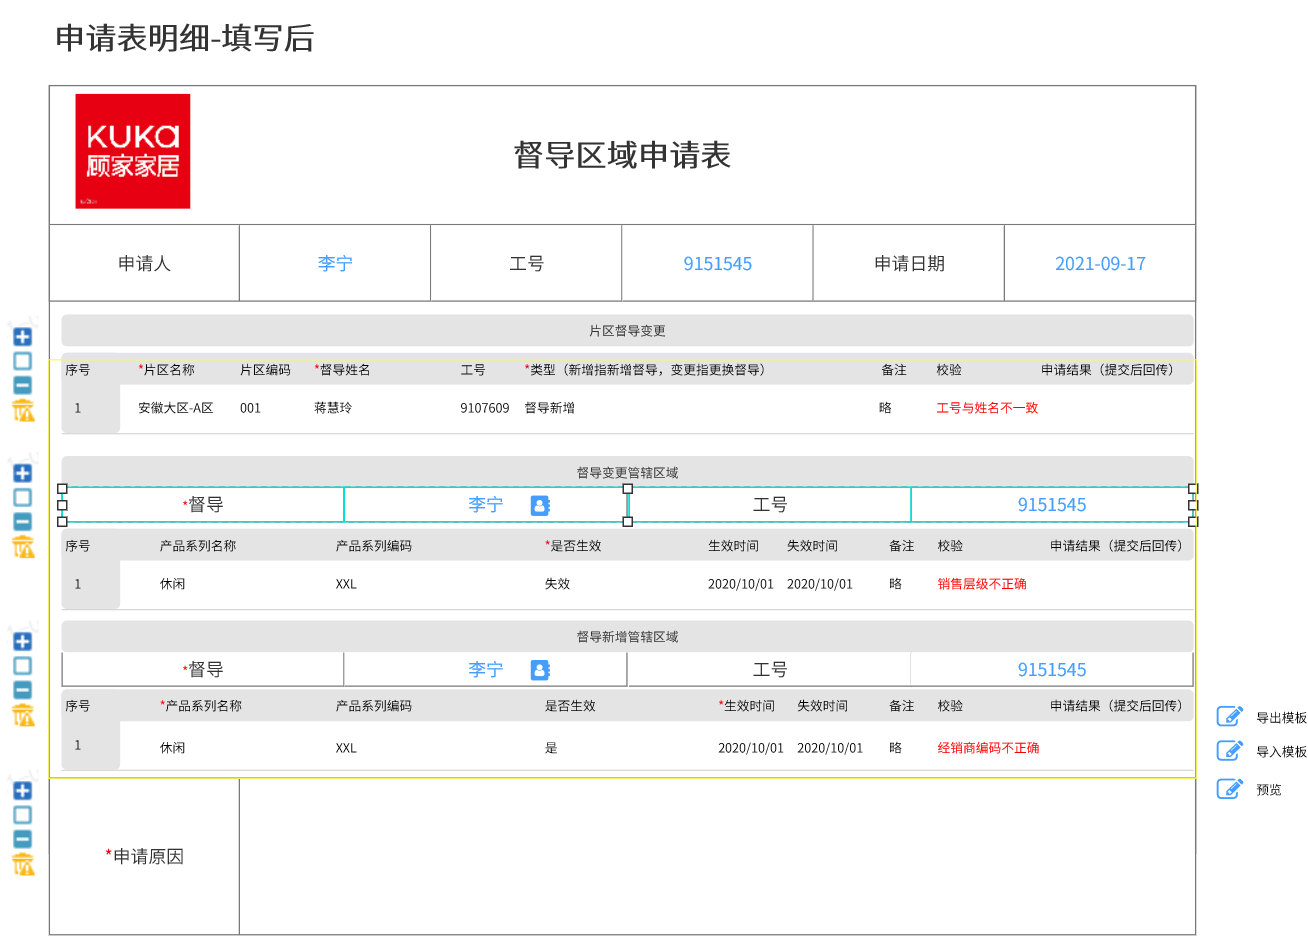 申请表明细-填写后
KUKa
顾家家居
督导区域申请表
申请人 李宁 工号 9151545 申请日期 2021-09-17
片区督导变更
序号 *片区名称 片区编码 *督导姓名 工号 *类型（新增指新增督导，变更指更换督导） 备注 校验 申请结果（提交后回传）
1 安徽大区-A区 001 蒋慧玲 9107609 督导新增 略 工号与姓名不一致
督导变更管辖区域
*督导 李宁 工号 9151545
序号 产品系列名称 产品系列编码 *是否生效 生效时间 失效时间 备注 校验 申请结果（提交后回传）
1 休闲 XXL 失效 2020/10/01 2020/10/01 略 销售层级不正确
督导新增管辖区域
*督导 李宁 工号 9151545
序号 *产品系列名称 产品系列编码 是否生效 *生效时间 失效时间 备注 校验 申请结果（提交后回传）
1 休闲 XXL 是 2020/10/01 2020/10/01 略 经销商编码不正确
导出模板
导入模板
预览
*申请原因